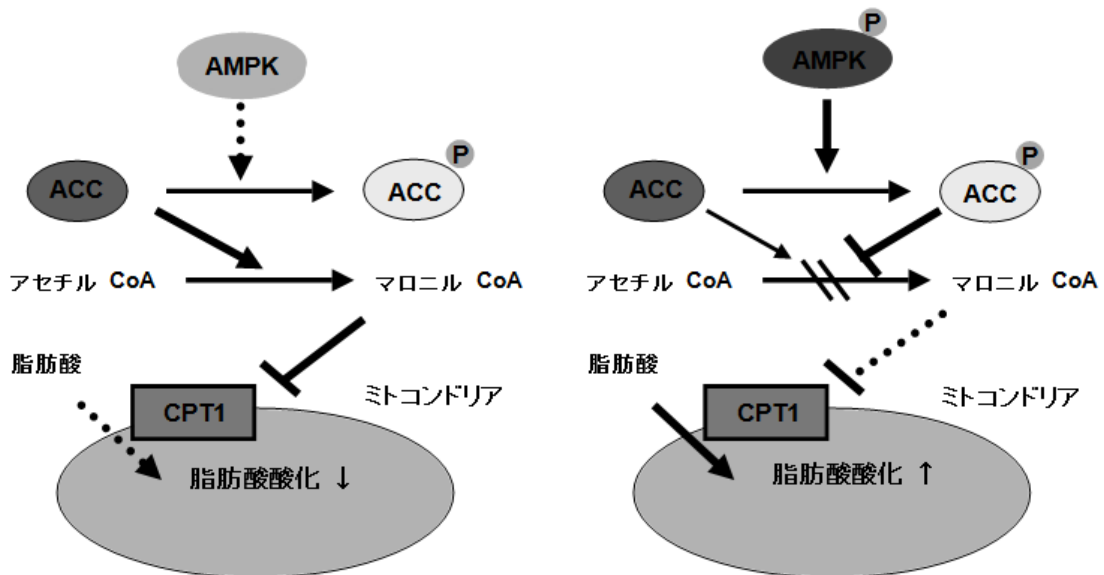 AMPK
P
ACC
ACC
アセチル CoA
マロニル CoA
脂肪酸
ミトコンドリア
CPT1
脂肪酸酸化 ↓
P
AMPK
P
ACC
ACC
アセチル CoA
マロニル CoA
脂肪酸
ミトコンドリア
CPT1
脂肪酸酸化 ↑